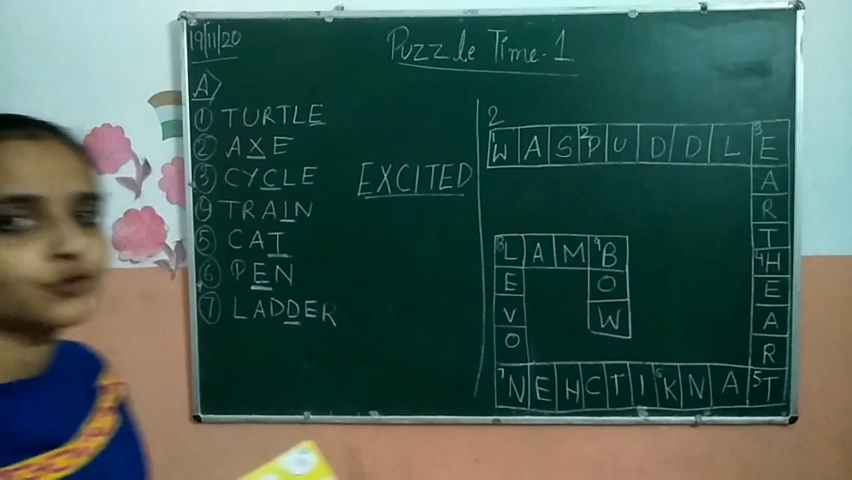 19/11/20
Puzzle Time-1
A
1 TURTLE
2 AXE
3 CYCLE
4 TRAIN
5 CAT
6 PEN
7 LADDER
EXCITED
2
1 W A S 2 P U D D L 3 E
A
R
T
4 H
E
A
R
5 T
8 L A M 9 B
E O
V W
O
7 N E H C T I 6 K N A 5 T